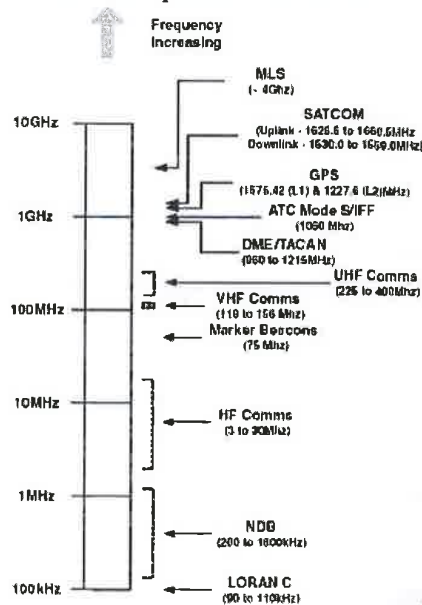 Frequency
Increasing
MLS
(~ 4Ghz)
10GHz
SATCOM
(Uplink - 1626.5 to 1660.5MHz
Downlink - 1530.0 to 1559.0MHz)
GPS
(1575.42 (L1) & 1227.6 (L2)MHz)
1GHz
ATC Mode S/IFF
(1090 Mhz)
DME/TACAN
(960 to 1215MHz)
UHF Comms
(225 to 400Mhz)
100MHz
VHF Comms
(118 to 156 MHz)
Marker Beacons
(75 Mhz)
10MHz
HF Comms
(3 to 30Mhz)
1MHz
NDB
(200 to 1600kHz)
100kHz
LORAN C
(90 to 110kHz)